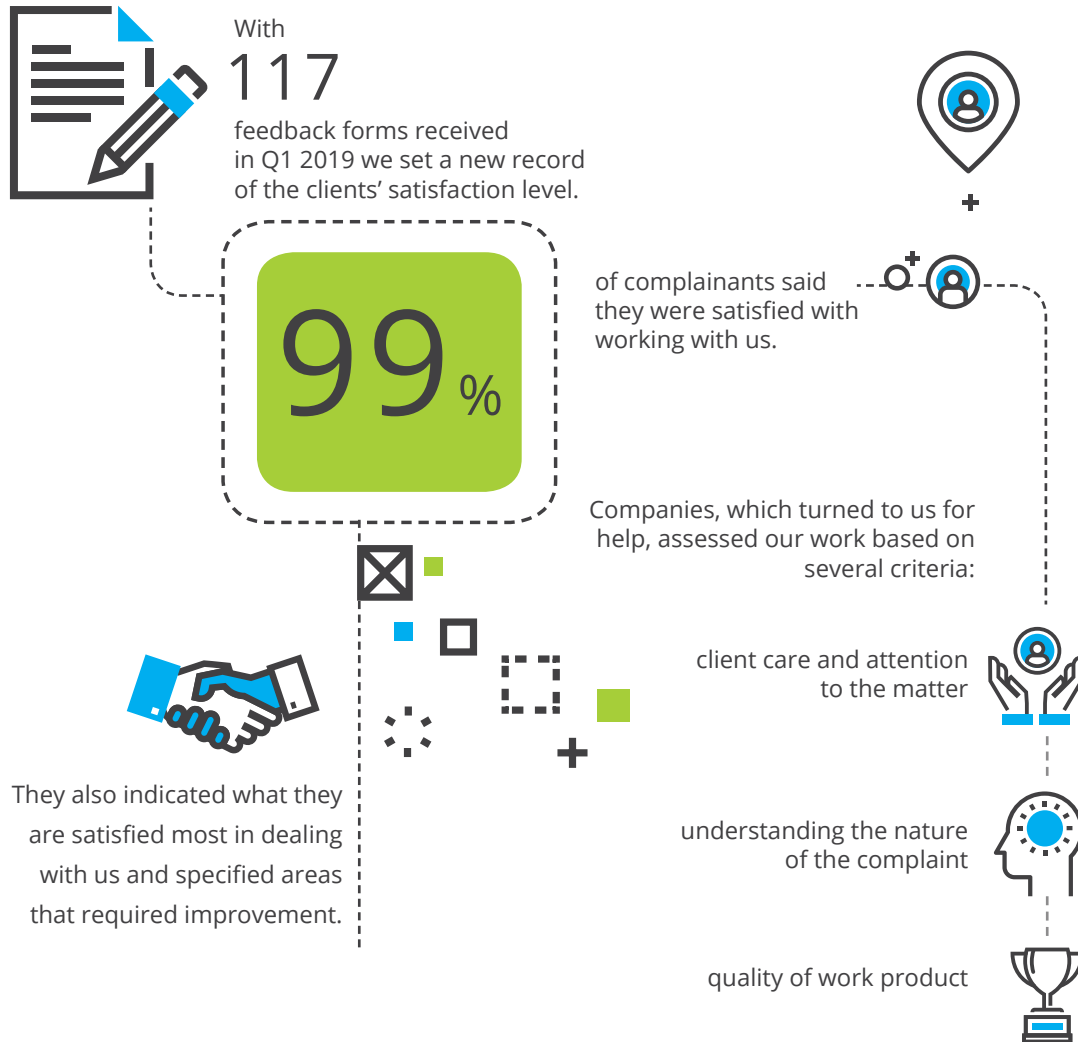 With
117
feedback forms received
in Q1 2019 we set a new record
of the clients’ satisfaction level.
99%
of complainants said
they were satisfied with
working with us.
Companies, which turned to us for
help, assessed our work based on
several criteria:
client care and attention
to the matter
understanding the nature
of the complaint
quality of work product
They also indicated what they
are satisfied most in dealing
with us and specified areas
that required improvement.